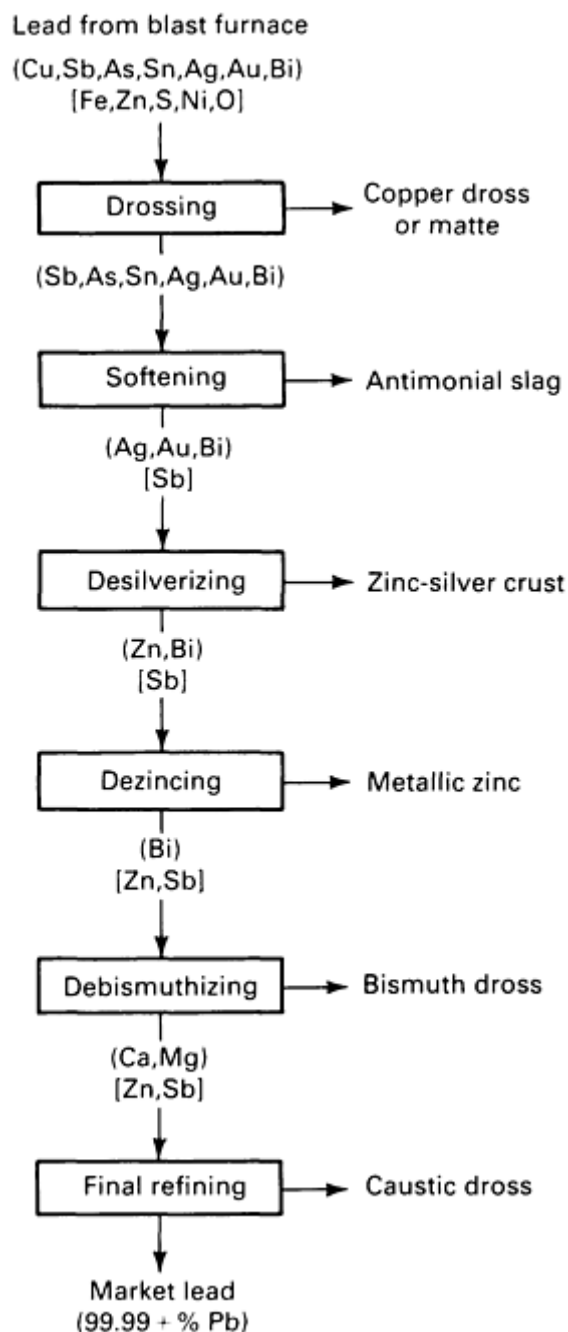 Lead from blast furnace
(Cu,Sb,As,Sn,Ag,Au,Bi)
[Fe,Zn,S,Ni,O]
Drossing
Copper dross
or matte
(Sb,As,Sn,Ag,Au,Bi)
Softening
Antimonial slag
(Ag,Au,Bi)
[Sb]
Desilverizing
Zinc-silver crust
(Zn,Bi)
[Sb]
Dezincing
Metallic zinc
(Bi)
[Zn,Sb]
Debismuthizing
Bismuth dross
(Ca,Mg)
[Zn,Sb]
Final refining
Caustic dross
Market lead
(99.99 + % Pb)